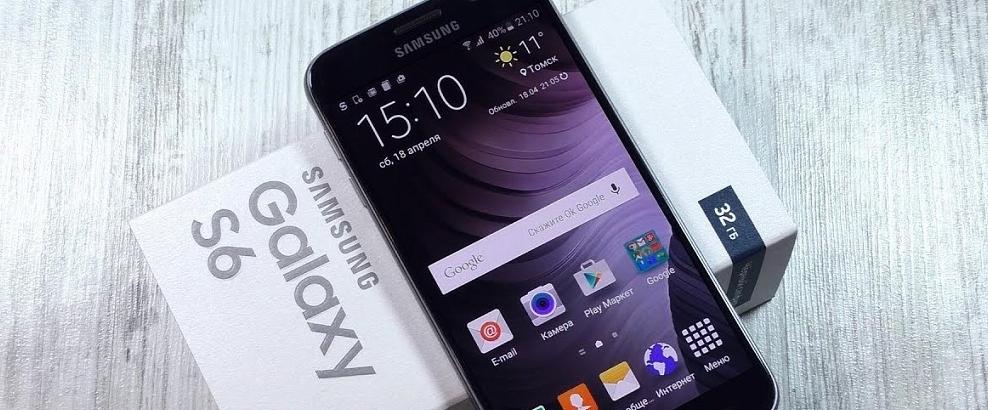 SAMSUNG
40% 21:10
15:10
11°
Томск
Обновл. 18.04 21:05
сб, 18 апреля
Google
Скажите OK Google
E-mail
Камера
Play Маркет
Google
Интернет
Меню
SAMSUNG
Galaxy
S6
32 ГБ